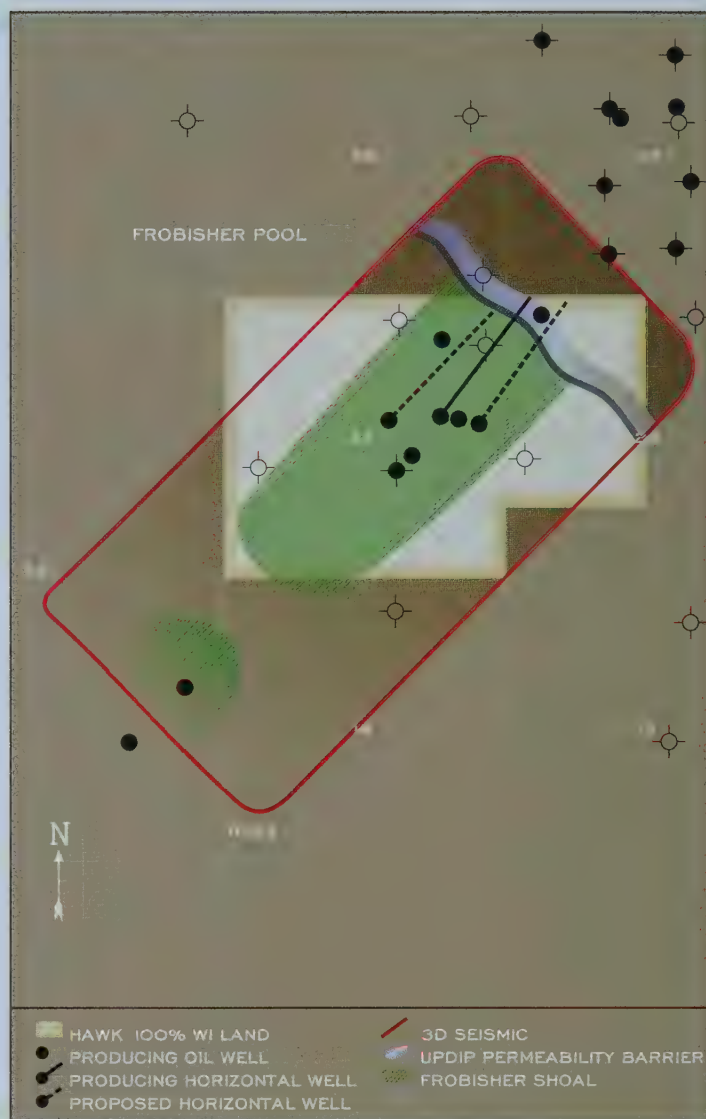 FROBISHER POOL
N
HAWK 100% WI LAND
PRODUCING OIL WELL
PRODUCING HORIZONTAL WELL
PROPOSED HORIZONTAL WELL
3D SEISMIC
UPDIP PERMEABILITY BARRIER
FROBISHER SHOAL